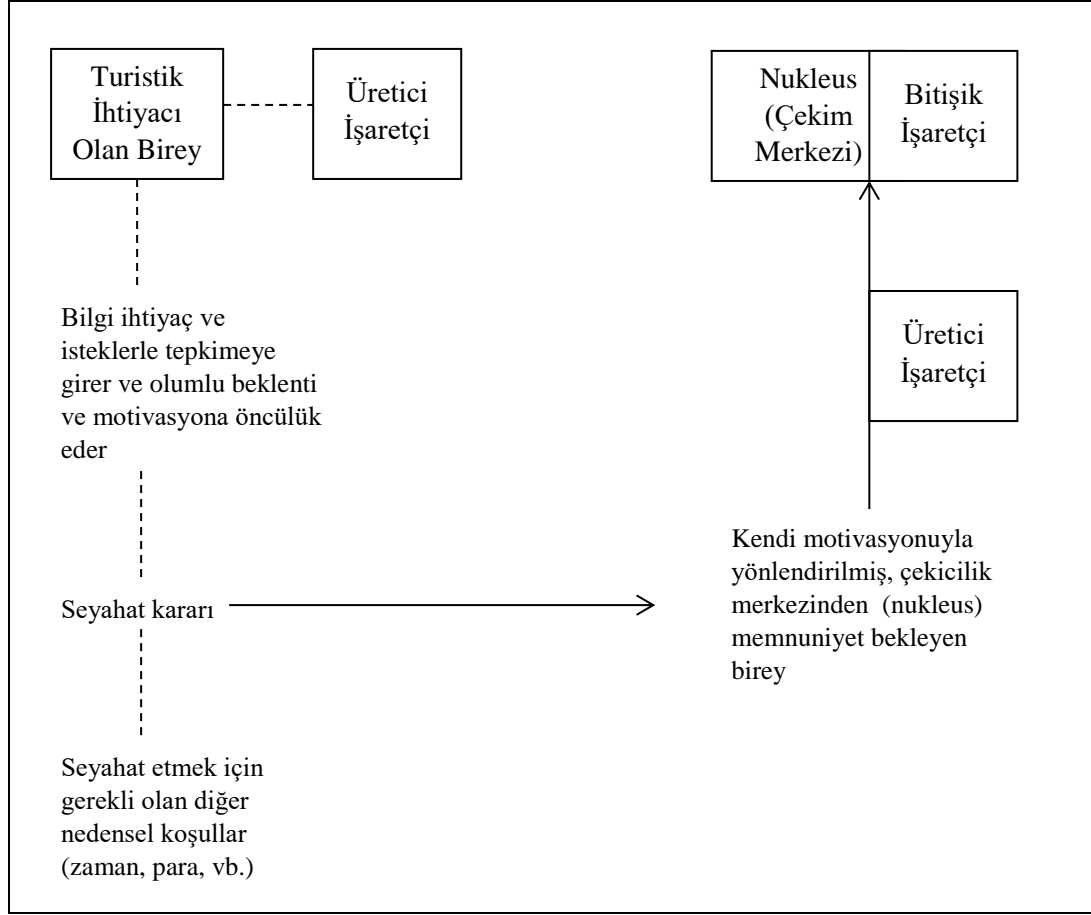 Turistik
İhtiyacı
Olan Birey
Üretici
İşaretçi
Nukleus
(Çekim
Merkezi)
Bitişik
İşaretçi
Bilgi ihtiyaç ve
isteklerle tepkimeye
girer ve olumlu beklenti
ve motivasyona öncülük
eder
Üretici
İşaretçi
Seyahat kararı
Kendi motivasyonuyla
yönlendirilmiş, çekicilik
merkezinden (nukleus)
memnuniyet bekleyen
birey
Seyahat etmek için
gerekli olan diğer
nedensel koşullar
(zaman, para, vb.)